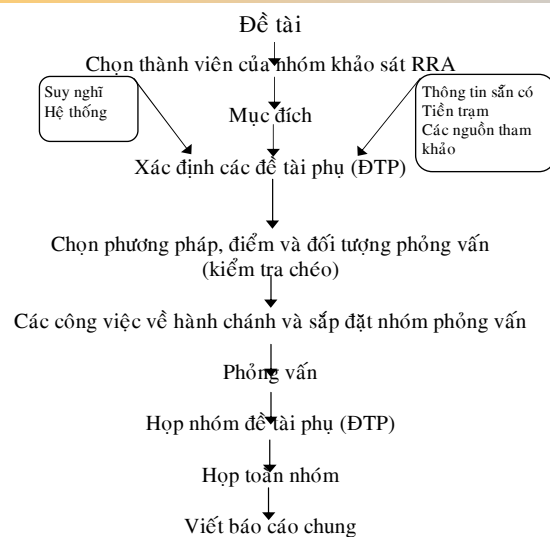 Đề tài
Chọn thành viên của nhóm khảo sát RRA
Suy nghĩ
Hệ thống
Mục đích
Thông tin sẵn có
Tiền trạm
Các nguồn tham
khảo
Xác định các đề tài phụ (ĐTP)
Chọn phương pháp, điểm và đối tượng phỏng vấn
(kiểm tra chéo)
Các công việc về hành chánh và sắp đặt nhóm phỏng vấn
Phỏng vấn
Họp nhóm đề tài phụ (ĐTP)
Họp toàn nhóm
Viết báo cáo chung